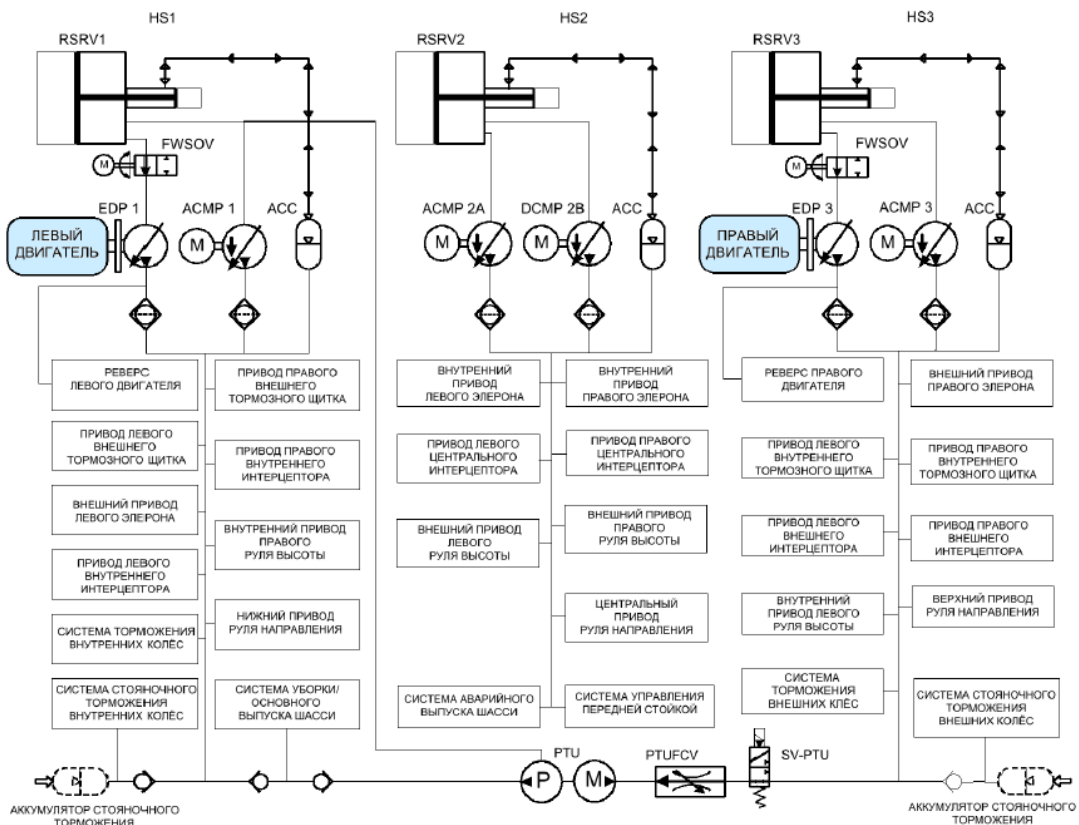 HS1
HS2
HS3
RSRV1
RSRV2
RSRV3
FWSOV
FWSOV
EDP 1
ACMP 1
ACC
ACMP 2A
DCMP 2B
ACC
EDP 3
ACMP 3
ACC
ЛЕВЫЙ
ДВИГАТЕЛЬ
M
M
M
M
ПРАВЫЙ
ДВИГАТЕЛЬ
M
M
РЕВЕРС
ЛЕВОГО ДВИГАТЕЛЯ
ПРИВОД ПРАВОГО
ВНЕШНЕГО
ТОРМОЗНОГО ЩИТКА
ПРИВОД ЛЕВОГО
ВНЕШНЕГО
ТОРМОЗНОГО ЩИТКА
ПРИВОД ПРАВОГО
ВНУТРЕННЕГО
ИНТЕРЦЕПТОРА
ВНЕШНИЙ ПРИВОД
ЛЕВОГО ЭЛЕРОНА
ВНУТРЕННИЙ ПРИВОД
ПРАВОГО
РУЛЯ ВЫСОТЫ
ПРИВОД ЛЕВОГО
ВНУТРЕННЕГО
ИНТЕРЦЕПТОРА
НИЖНИЙ ПРИВОД
РУЛЯ НАПРАВЛЕНИЯ
СИСТЕМА ТОРМОЖЕНИЯ
ВНУТРЕННИХ КОЛЁС
СИСТЕМА СТОЯНОЧНОГО
ТОРМОЖЕНИЯ
ВНУТРЕННИХ КОЛЁС
СИСТЕМА УБОРКИ/
ОСНОВНОГО
ВЫПУСКА ШАССИ
ВНУТРЕННИЙ
ПРИВОД
ЛЕВОГО ЭЛЕРОНА
ВНУТРЕННИЙ
ПРИВОД
ПРАВОГО ЭЛЕРОНА
ПРИВОД ЛЕВОГО
ЦЕНТРАЛЬНОГО
ИНТЕРЦЕПТОРА
ПРИВОД ПРАВОГО
ЦЕНТРАЛЬНОГО
ИНТЕРЦЕПТОРА
ВНЕШНИЙ ПРИВОД
ЛЕВОГО
РУЛЯ ВЫСОТЫ
ВНЕШНИЙ ПРИВОД
ПРАВОГО
РУЛЯ ВЫСОТЫ
ЦЕНТРАЛЬНЫЙ
ПРИВОД
РУЛЯ НАПРАВЛЕНИЯ
СИСТЕМА АВАРИЙНОГО
ВЫПУСКА ШАССИ
СИСТЕМА УПРАВЛЕНИЯ
ПЕРЕДНЕЙ СТОЙКОЙ
РЕВЕРС ПРАВОГО
ДВИГАТЕЛЯ
ВНЕШНИЙ ПРИВОД
ПРАВОГО ЭЛЕРОНА
ПРИВОД ЛЕВОГО
ВНУТРЕННЕГО
ТОРМОЗНОГО ЩИТКА
ПРИВОД ПРАВОГО
ВНУТРЕННЕГО
ТОРМОЗНОГО ЩИТКА
ПРИВОД ЛЕВОГО
ВНЕШНЕГО
ИНТЕРЦЕПТОРА
ПРИВОД ПРАВОГО
ВНЕШНЕГО
ИНТЕРЦЕПТОРА
ВНУТРЕННИЙ
ПРИВОД ЛЕВОГО
РУЛЯ ВЫСОТЫ
ВЕРХНИЙ ПРИВОД
РУЛЯ НАПРАВЛЕНИЯ
СИСТЕМА
ТОРМОЖЕНИЯ
ВНЕШНИХ КЛЁС
СИСТЕМА СТОЯНОЧНОГО
ТОРМОЖЕНИЯ
ВНЕШНИХ КОЛЁС
PTU
PTUFCV
SV-PTU
P
M
АККУМУЛЯТОР СТОЯНОЧНОГО
ТОРМОЖЕНИЯ
АККУМУЛЯТОР СТОЯНОЧНОГО
ТОРМОЖЕНИЯ